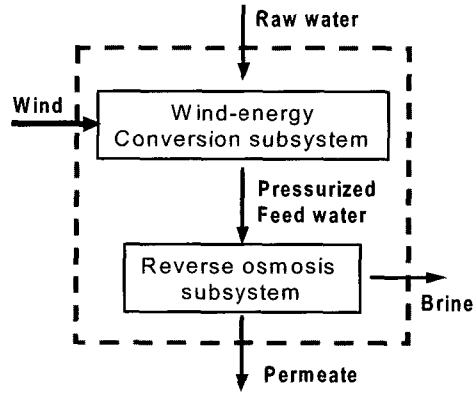 Raw water
Wind
Wind-energy
Conversion subsystem
Pressurized
Feed water
Reverse osmosis
subsystem
Brine
Permeate